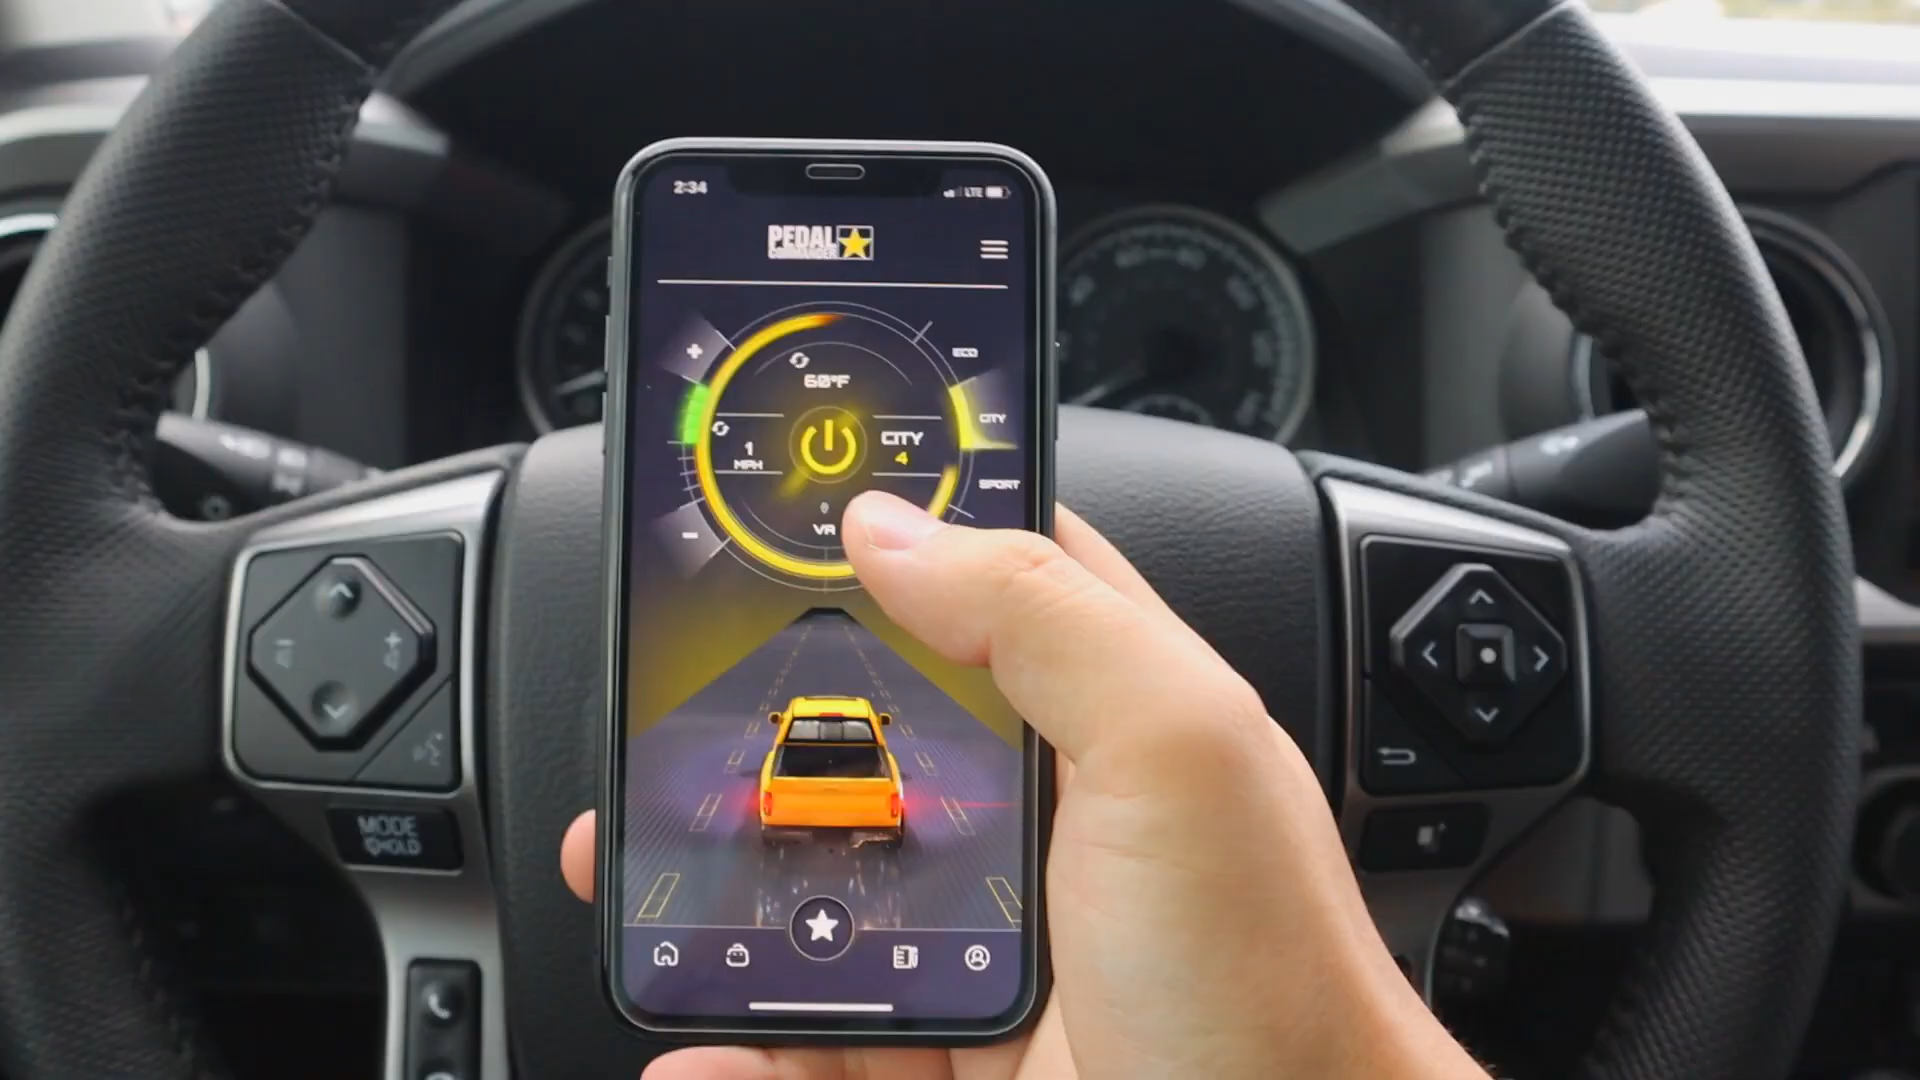 2:34
LTE
PEDAL
COMMANDER
+
ECO
60°F
CITY
CITY
4
1
MPH
SPORT
-
VR
MODE
HOLD